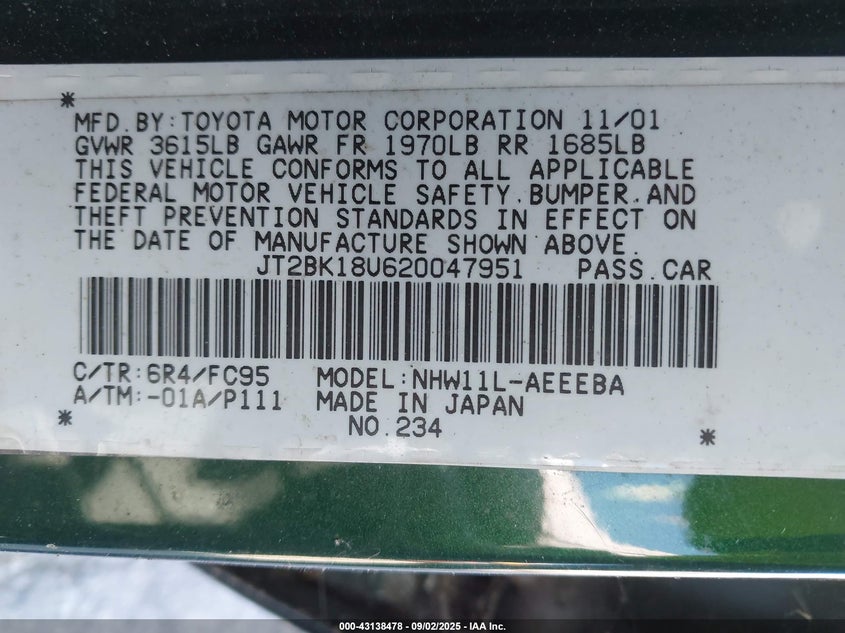 MFD. BY: TOYOTA MOTOR CORPORATION 11/01
GVWR 3615LB GAWR FR 1970LB RR 1685LB
THIS VEHICLE CONFORMS TO ALL APPLICABLE
FEDERAL MOTOR VEHICLE SAFETY, BUMPER, AND
THEFT PREVENTION STANDARDS IN EFFECT ON
THE DATE OF MANUFACTURE SHOWN ABOVE.
JT2BK18U620047951 PASS. CAR
C/TR: 6R4/FC95 MODEL: NHW11L-AEEEBA
A/TM: -01A/P111 MADE IN JAPAN
NO. 234
000-43138478 - 09/02/2025 - IAA Inc.